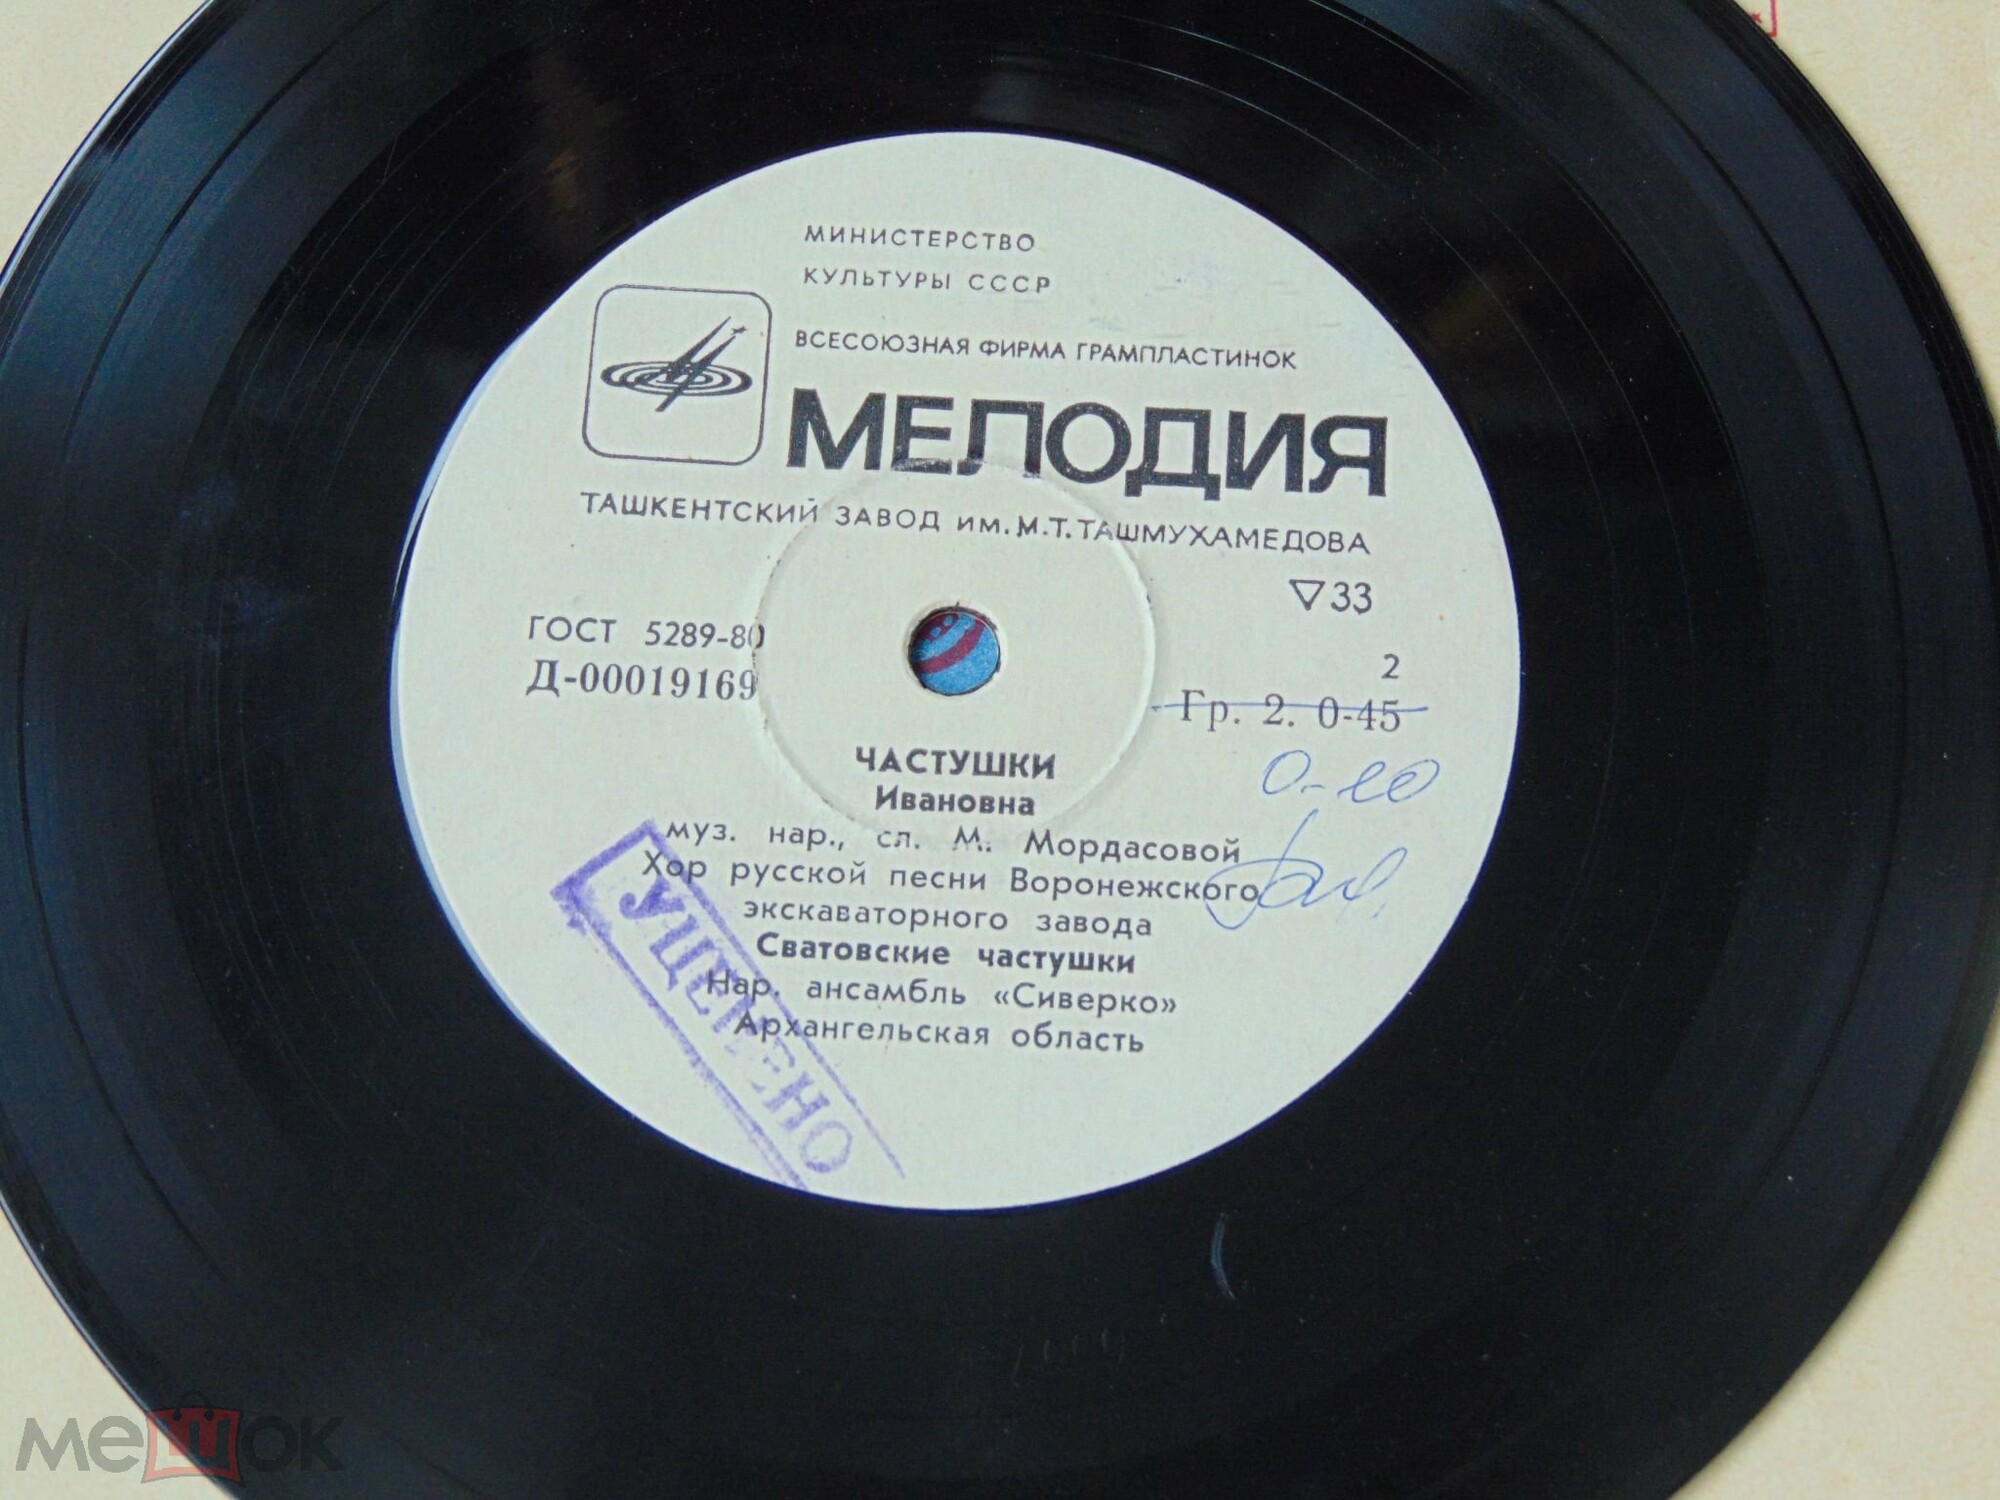 МИНИСТЕРСТВО
КУЛЬТУРЫ СССР
ВСЕСОЮЗНАЯ ФИРМА ГРАМПЛАСТИНОК
МЕЛОДИЯ
ТАШКЕНТСКИЙ ЗАВОД ИМ. М.Т. ТАШМУХАМЕДОВА
▽33
ГОСТ 5289-80
Д-00019169
2
Гр. 2. 0-45
ЧАСТУШКИ
Ивановна
муз. нар., сл. М. Мордасовой
Хор русской песни Воронежского
экскаваторного завода
Сватовские частушки
Нар. ансамбль «Сиверко»
Архангельская область
УЦЕНЕНО
мешок